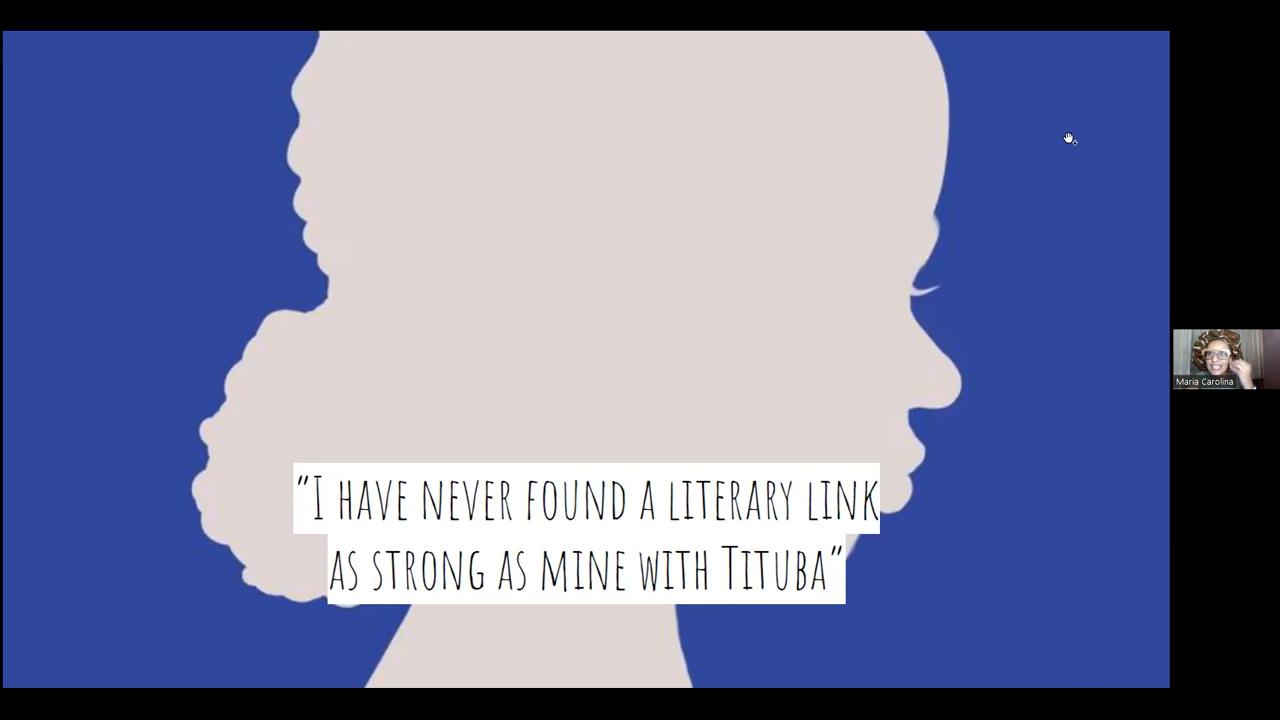 "I HAVE NEVER FOUND A LITERARY LINK
AS STRONG AS MINE WITH TITUBA"
Maria Carolina